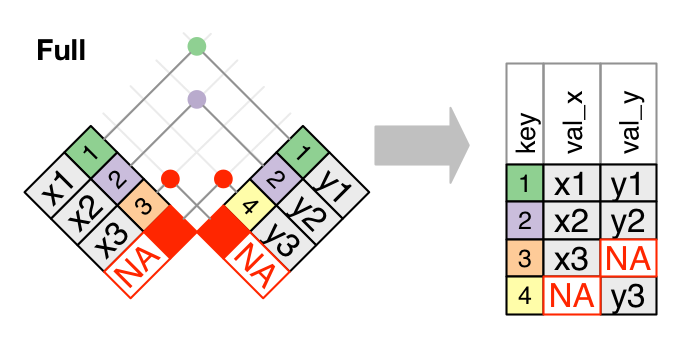 Full
1 x1
2 x2
3 x3
NA
1 y1
2 y2
4 y3
NA
key val_x val_y
1 x1 y1
2 x2 y2
3 x3 NA
4 NA y3